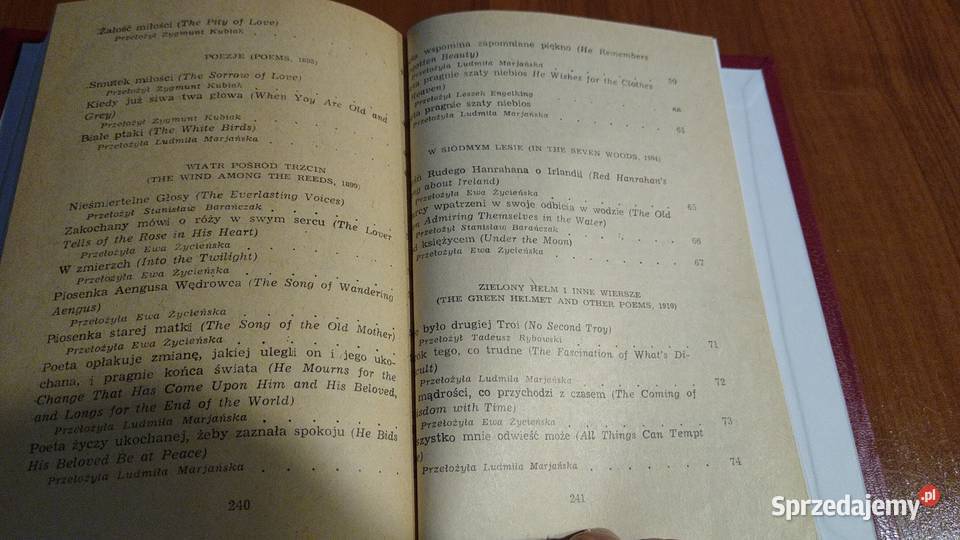 Żałość miłości (The Pity of Love)
Przełożył Zygmunt Kubiak
POEZJE (POEMS, 1895)
Smutek miłości (The Sorrow of Love)
Przełożył Zygmunt Kubiak
Kiedy już siwa twa głowa (When Yoy Are Old and
Grey)
Przełożył Zygmunt Kubiak
Białe ptaki (The White Birds)
Przełożyła Ludmiła Marjańska
WIATR POŚRÓD TRZCIN
(THE WIND AMONG THE REEDS, 1899)
Nieśmiertelne Głosy (The Everlasting Voices)
Przełożył Stanisław Barańczak
Zakochany mówi o róży w swym sercu (The Lover
Tells of the Rose in His Heart)
Przełożyła Ewa Życieńska
W zmierzch (Into the Twilight)
Przełożyła Ewa Życieńska
Piosenka Aengusa Wędrowca (The Song of Wandering
Aengus)
Przełożyła Ewa Życieńska
Piosenka starej matki (The Song of the Old Mother)
Przełożyła Ewa Życieńska
Poeta opłakuje zmianę, jakiej ulegli on i jego uko-
chana, i pragnie końca świata (He Mourns for the
Change That Has Come Upon Him and His Beloved,
and Longs for the End of the World)
Przełożyła Ludmiła Marjańska
Poeta życzy ukochanej, żeby zaznała spokoju (He Bids
His Beloved Be at Peace)
Przełożyła Ludmiła Marjańska
240
wspomina zapomniane piękno (He Remembers
Beauty)
Przełożyła Ludmiła Marjańska 59
pragnie szaty niebios He Wishes for the Clothes
Heaven)
Przełożył Leszek Engelking
pragnie szaty niebios
Przełożyła Ludmiła Marjańska 64
W SIÓDMYM LESIE (IN THE SEVEN WOODS, 1904)
Rudego Hanrahana o Irlandii (Red Hanrahan's
about Ireland)
Przełożyła Ewa Życieńska 65
wpatrzeni w swoje odbicia w wodzie (The Old
Admiring Themselves in the Water)
Przełożył Stanisław Barańczak 66
księżycem (Under the Moon)
Przełożyła Ewa Życieńska 67
ZIELONY HEŁM I INNE WIERSZE
(THE GREEN HELMET AND OTHER POEMS, 1910)
było drugiej Troi (No Second Troy)
Przełożył Tadeusz Rybowski 71
tego, co trudne (The Fascination of What's Di-
cult)
Przełożyła Ludmiła Marjańska 72
mądrości, co przychodzi z czasem (The Coming of
isdom with Time)
Przełożyła Ewa Życieńska 73
szystko mnie odwieść może (All Things Can Tempt
e)
Przełożyła Ludmiła Marjańska 74
241
Sprzedajemy.pl